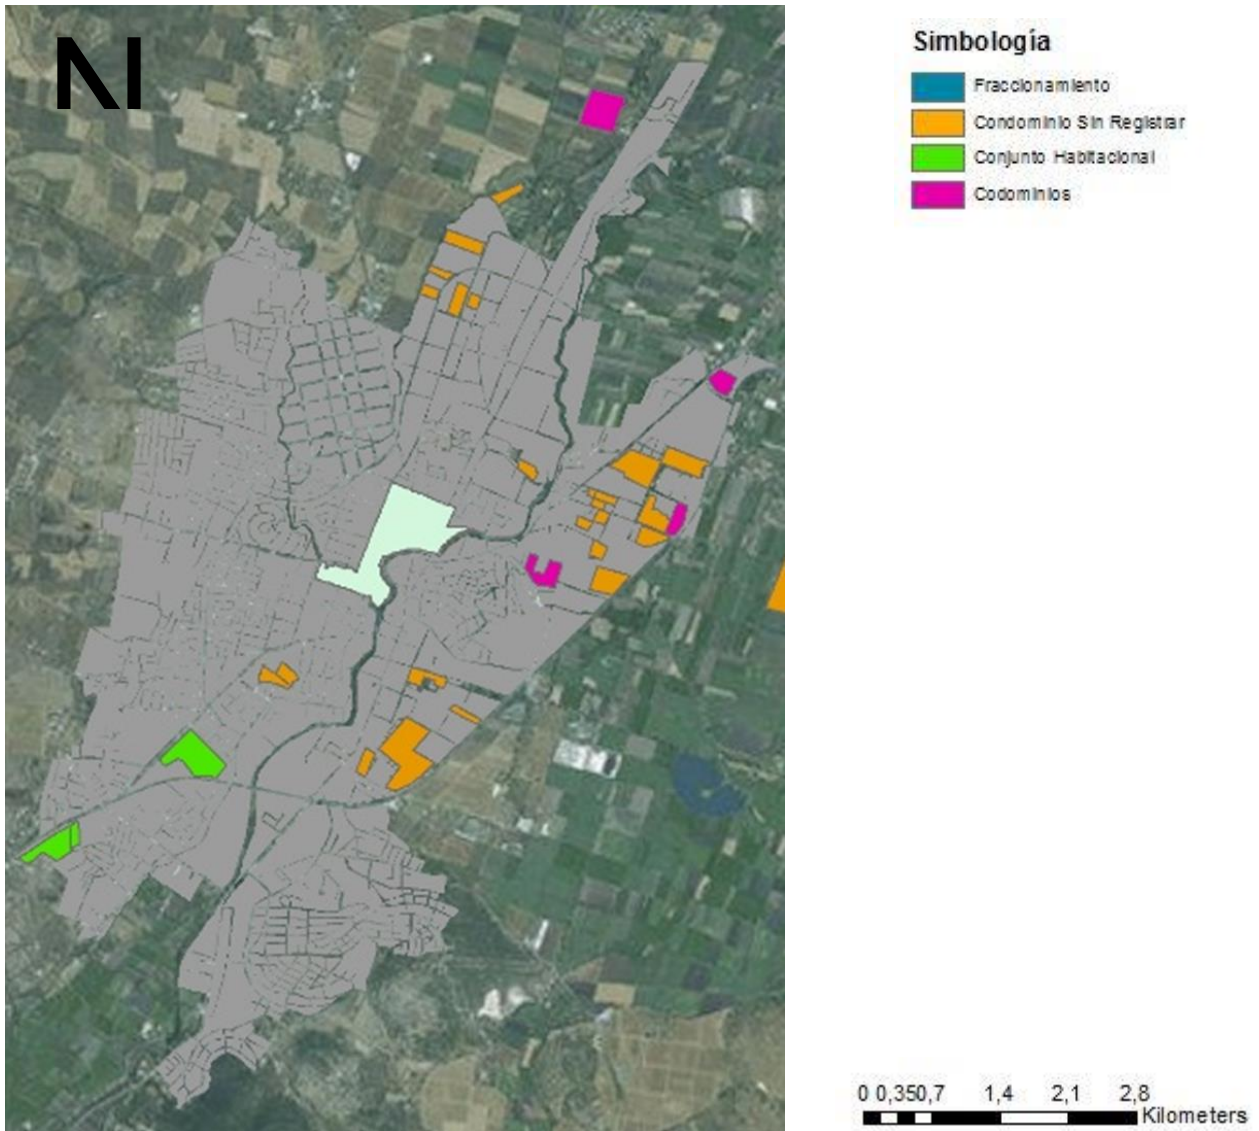 N
Simbología
Fraccionamiento
Condominio Sin Registrar
Conjunto Habitacional
Codominios
0 0,350,7 1,4 2,1 2,8
Kilometers